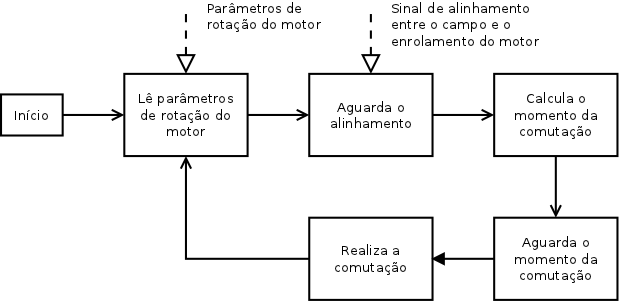 Parâmetros de
rotação do motor
Sinal de alinhamento
entre o campo e o
enrolamento do motor
Início
Lê parâmetros
de rotação do
motor
Aguarda o
alinhamento
Calcula o
momento da
comutação
Realiza a
comutação
Aguarda o
momento da
comutação